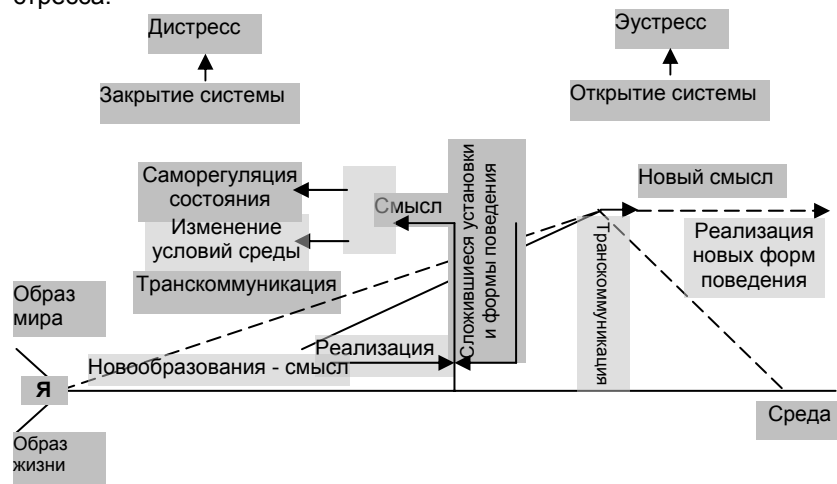 стресса.
Дистресс
Эустресс
Закрытие системы
Открытие системы
Саморегуляция
состояния
Изменение
условий среды
Смысл
Сложившиеся установки
и формы поведения
Новый смысл
Реализация
новых форм
поведения
Транскоммуникация
Транскоммуникация
Образ
мира
Реализация
Новообразования - смысл
Я
Среда
Образ
жизни